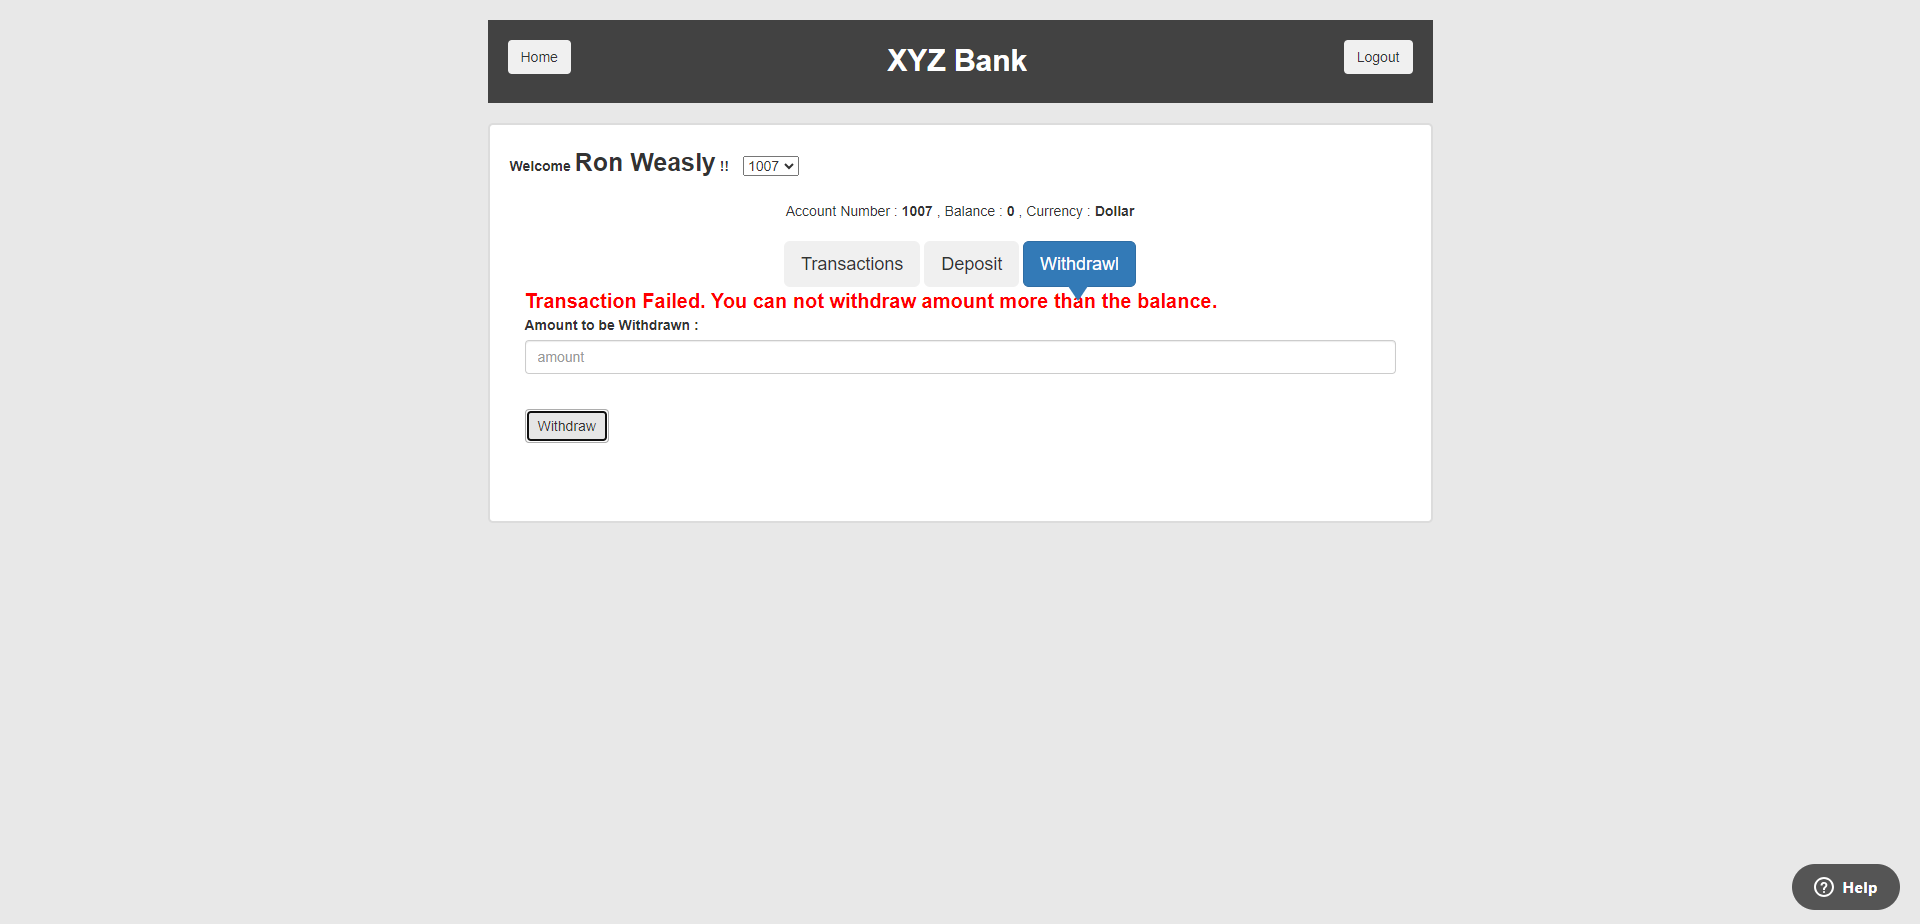 Home
XYZ Bank
Logout
Welcome Ron Weasly !! 1007
Account Number : 1007 , Balance : 0 , Currency : Dollar
Transactions
Deposit
Withdrawl
Transaction Failed. You can not withdraw amount more than the balance.
Amount to be Withdrawn :
amount
Withdraw
Help